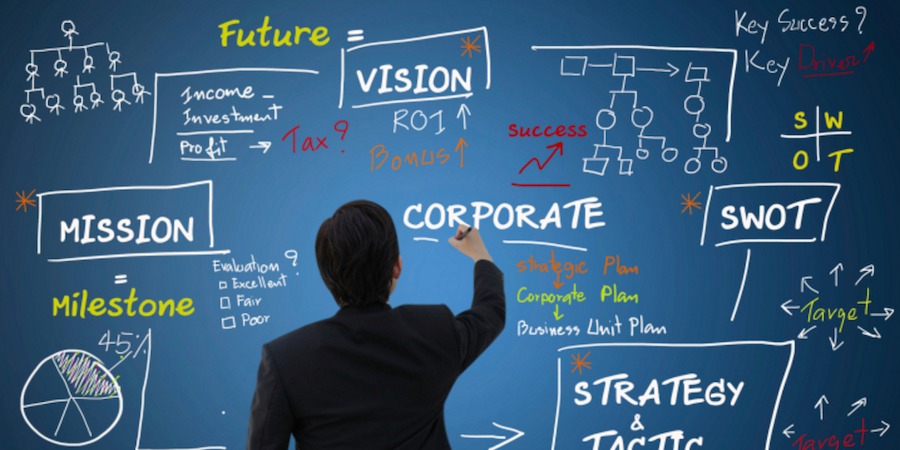 Future =
VISION
Key Success?
Key Driver
Income
Investment
Profit
Tax?
ROI
Bonus
success
S W
O T
MISSION
CORPORATE
SWOT
=
Milestone
Evaluation ?
Excellent
Fair
Poor
Strategic Plan
Corporate Plan
Business Unit Plan
Target
45%
STRATEGY
&
TACTIC
Target